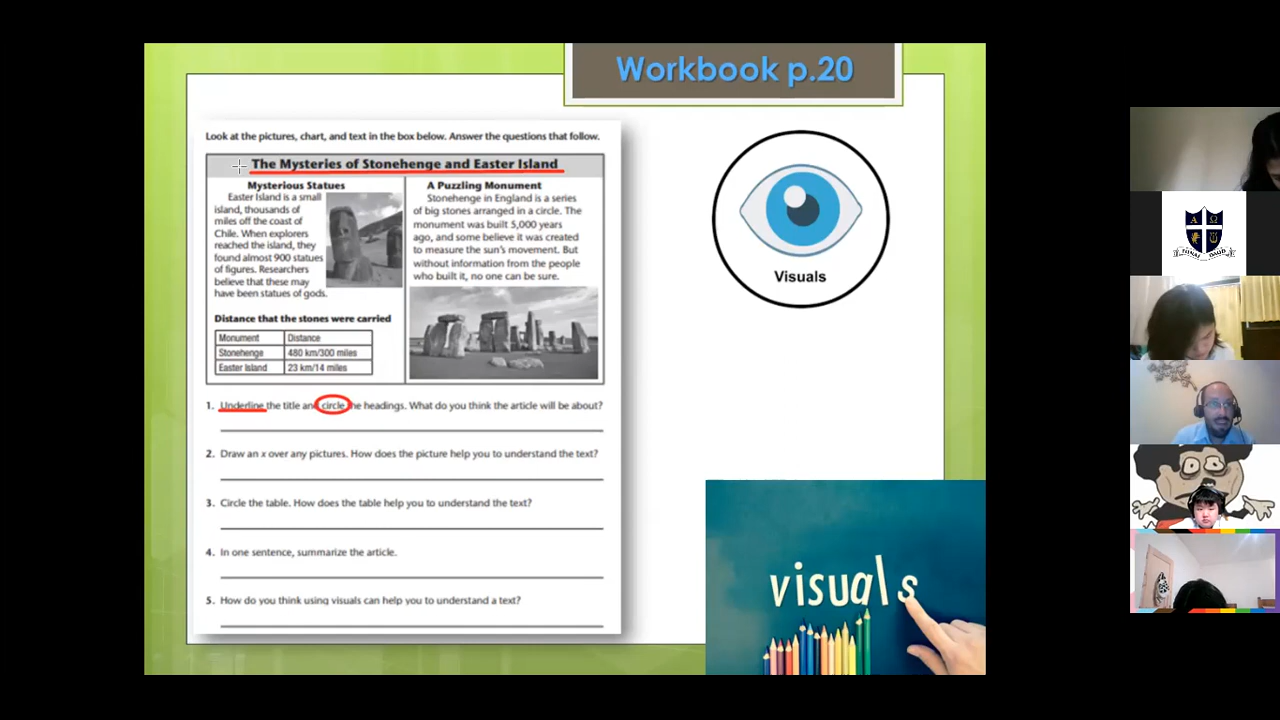 Workbook p.20
Look at the pictures, chart, and text in the box below. Answer the questions that follow.
The Mysteries of Stonehenge and Easter Island
Mysterious Statues
Easter Island is a small
island, thousands of
miles off the coast of
Chile. When explorers
reached the island, they
found almost 900 statues
of figures. Researchers
believe that these may
have been statues of gods.
Distance that the stones were carried
Monument Distance
Stonehenge 480 km/300 miles
Easter Island 23 km/14 miles
A Puzzling Monument
Stonehenge in England is a series
of big stones arranged in a circle. The
monument was built 5,000 years
ago, and some believe it was created
to measure the sun's movement. But
without information from the people
who built it, no one can be sure.
1. Underline the title and circle the headings. What do you think the article will be about?
2. Draw an x over any pictures. How does the picture help you to understand the text?
3. Circle the table. How does the table help you to understand the text?
4. In one sentence, summarize the article.
5. How do you think using visuals can help you to understand a text?
Visuals
visuals
Α Ω